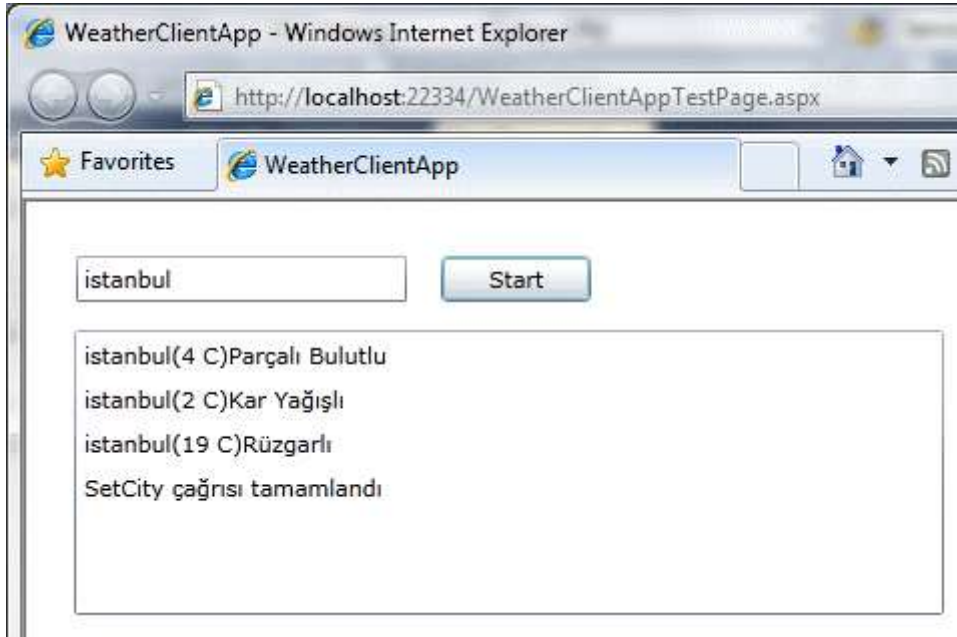 WeatherClientApp - Windows Internet Explorer
http://localhost:22334/WeatherClientAppTestPage.aspx
Favorites
WeatherClientApp
istanbul
Start
istanbul(4 C)Parçalı Bulutlu
istanbul(2 C)Kar Yağışlı
istanbul(19 C)Rüzgarlı
SetCity çağrısı tamamlandı